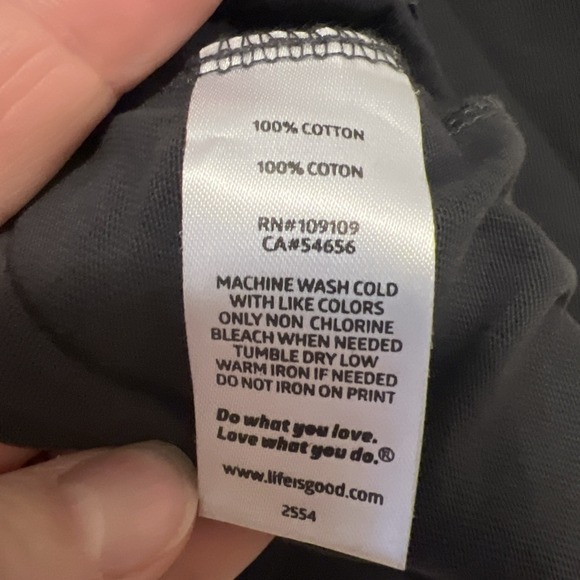 100% COTTON
100% COTON
RN#109109
CA#54656
MACHINE WASH COLD
WITH LIKE COLORS
ONLY NON CHLORINE
BLEACH WHEN NEEDED
TUMBLE DRY LOW
WARM IRON IF NEEDED
DO NOT IRON ON PRINT
Do what you love.
Love what you do.®
www.lifeisgood.com
2554